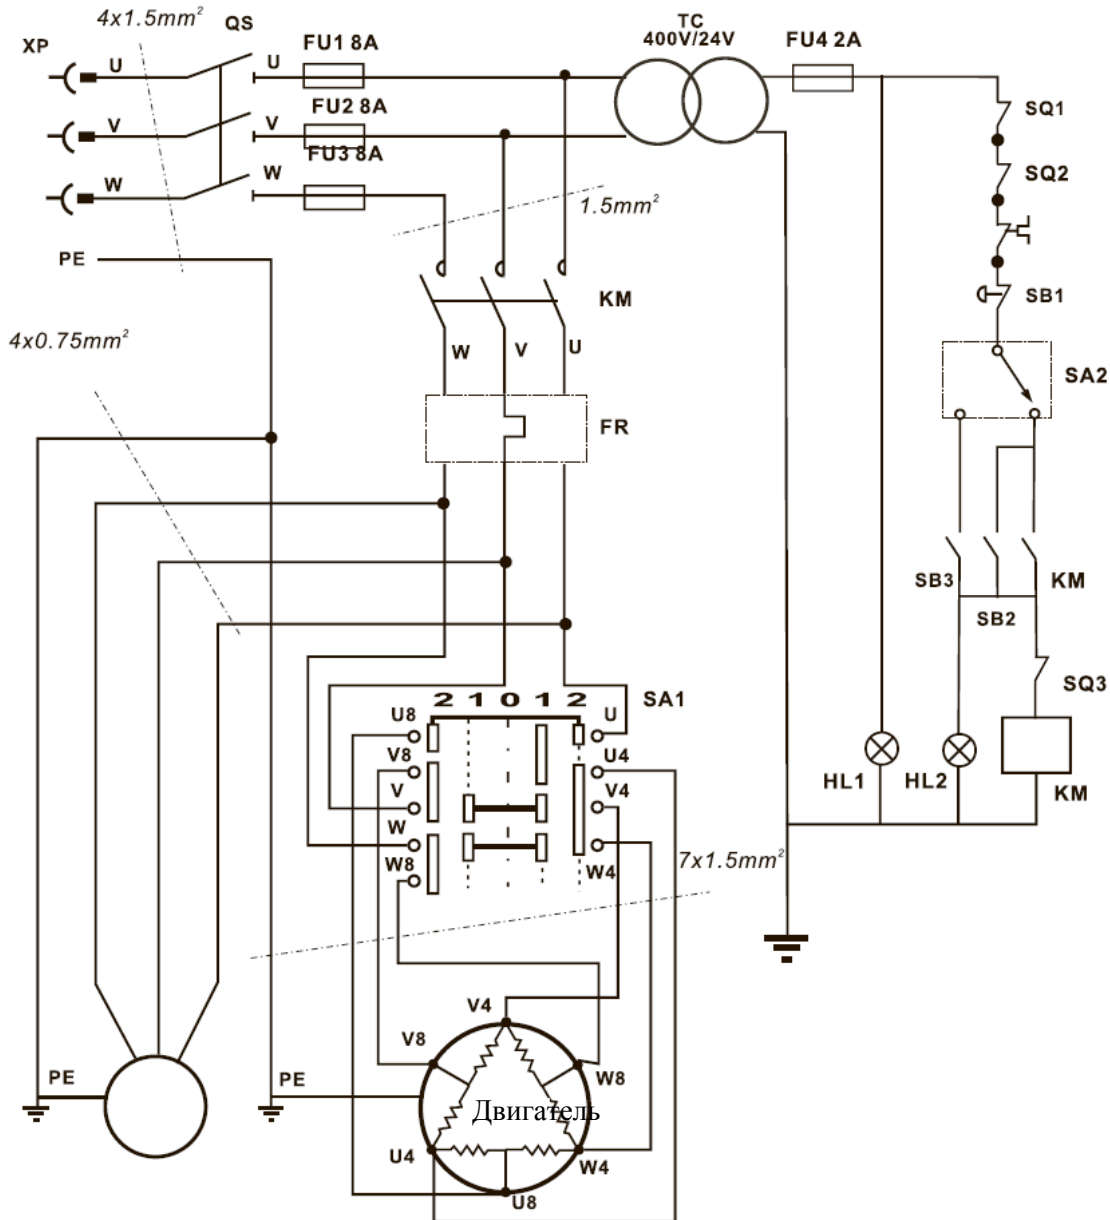 4x1.5mm²
QS
TC
400V/24V
XP
U
U
FU1 8A
FU4 2A
V
V
FU2 8A
FU3 8A
SQ1
W
W
SQ2
1.5mm²
PE
KM
SB1
4x0.75mm²
W
V
U
SA2
FR
SB3
KM
SB2
SQ3
2 1 0 1 2
SA1
U8
U
V8
U4
V
V4
W
W8
W4
HL1
HL2
KM
7x1.5mm²
V4
V8
W8
PE
PE
Двигатель
U4
W4
U8